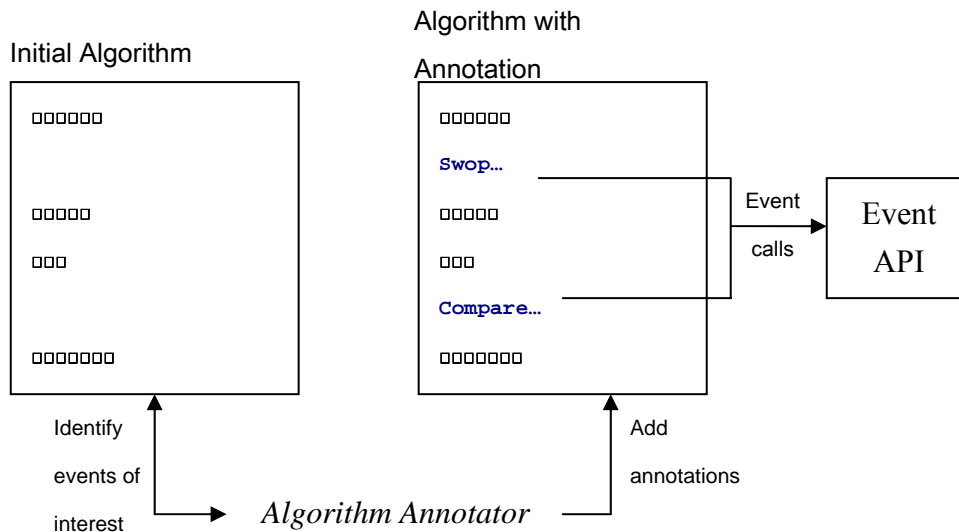 Initial Algorithm
□□□□□□
□□□□□
□□□
□□□□□□□
Algorithm with
Annotation
□□□□□□
Swop…
□□□□□
□□□
Compare…
□□□□□□□
Event
calls
Event
API
Identify
events of
interest
Algorithm Annotator
Add
annotations